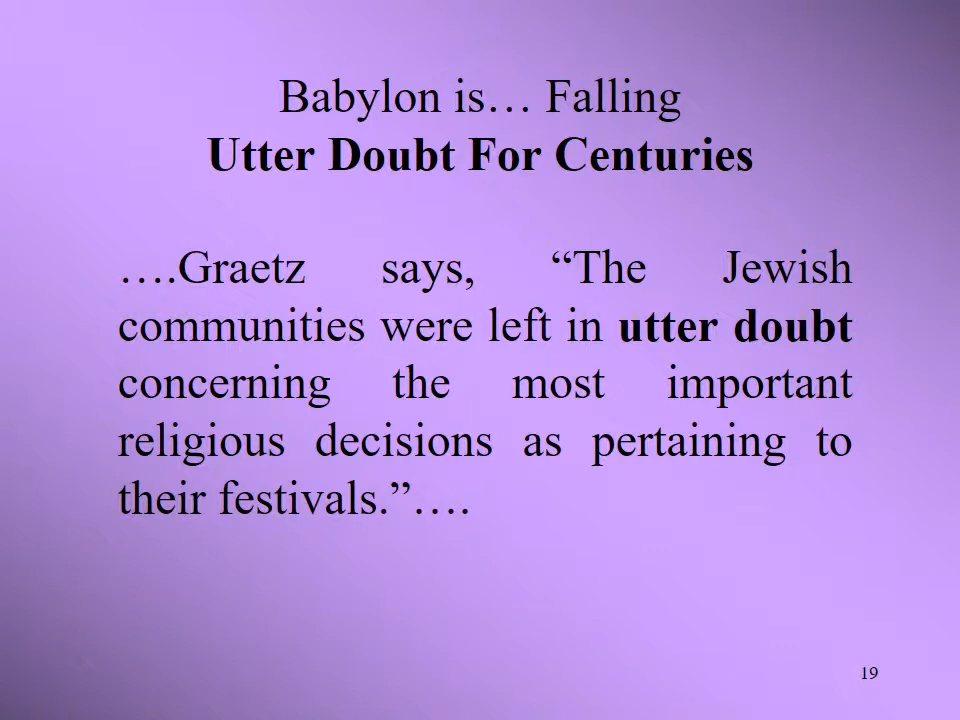 Babylon is… Falling
Utter Doubt For Centuries
….Graetz says, “The Jewish
communities were left in utter doubt
concerning the most important
religious decisions as pertaining to
their festivals.”….
19